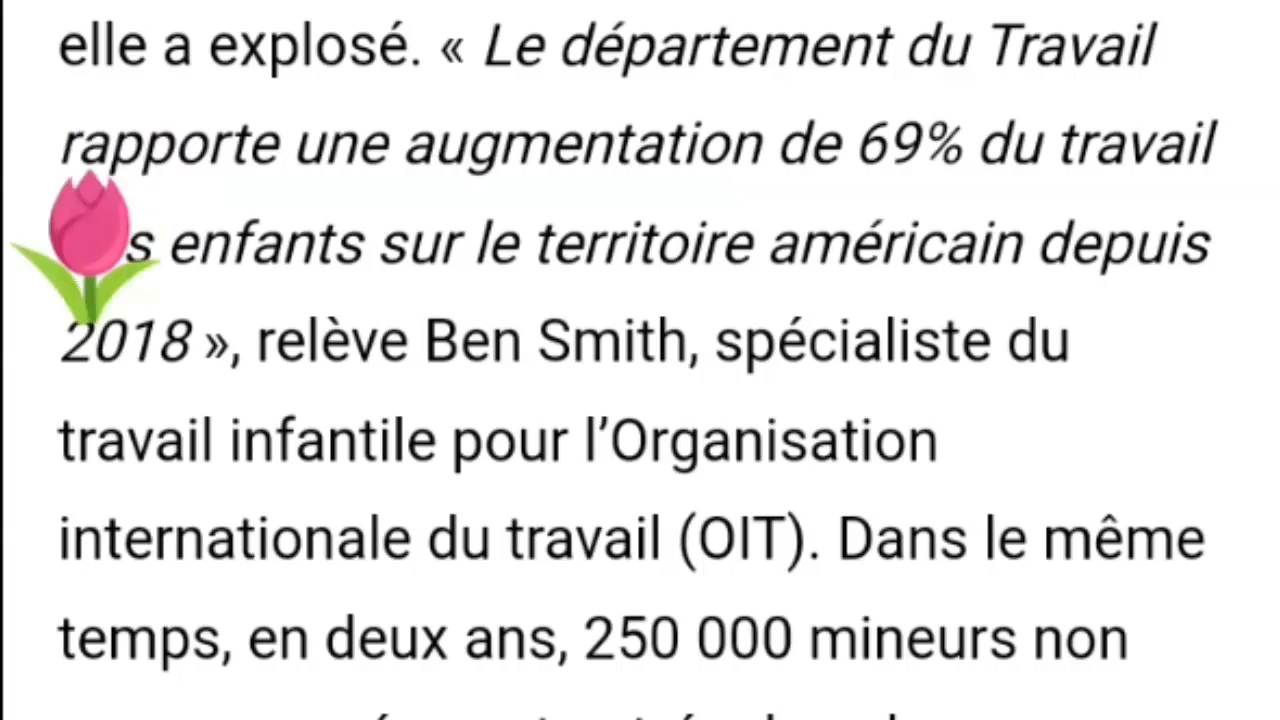 elle a explosé. « Le département du Travail
rapporte une augmentation de 69% du travail
enfants sur le territoire américain depuis
2018 », relève Ben Smith, spécialiste du
travail infantile pour l’Organisation
internationale du travail (OIT). Dans le même
temps, en deux ans, 250 000 mineurs non